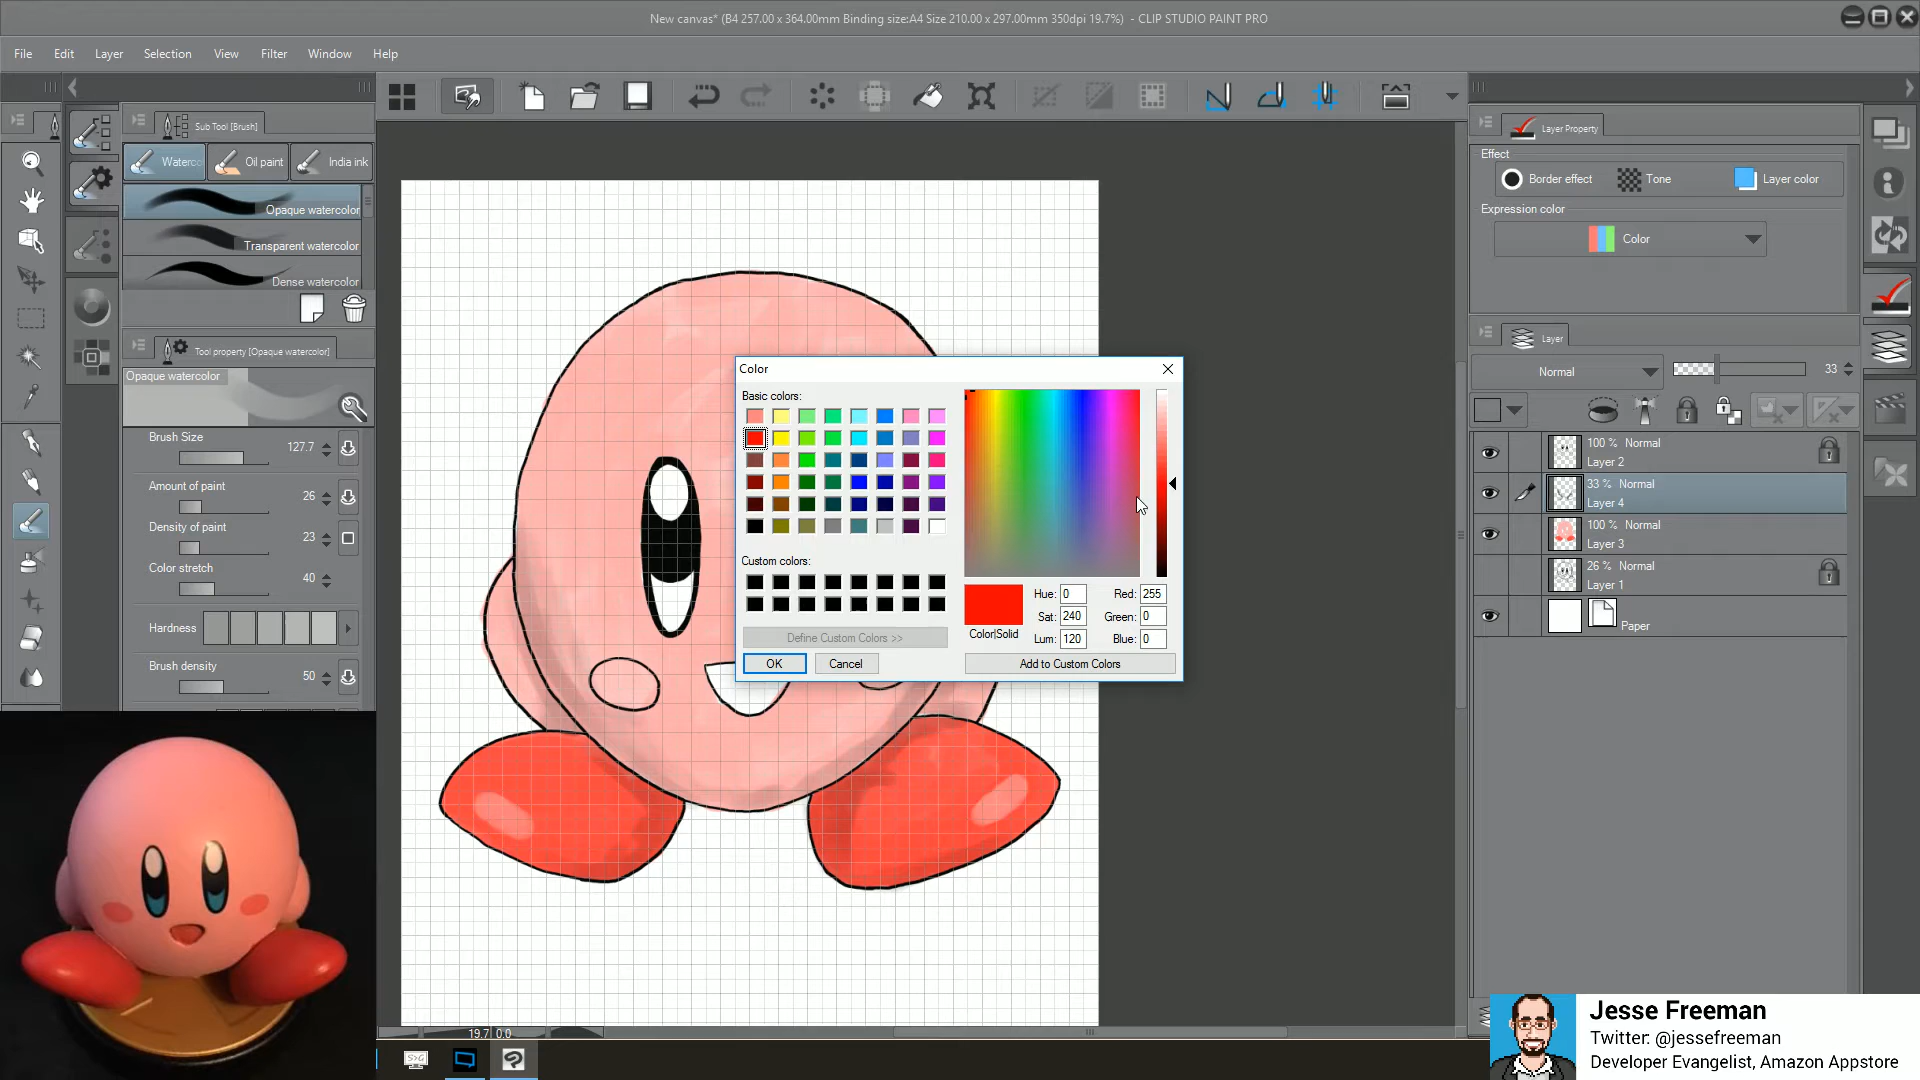 New canvas* (B4 257.00 x 364.00mm Binding size:A4 Size 210.00 x 297.00mm 350dpi 19.7%) - CLIP STUDIO PAINT PRO
File Edit Layer Selection View Filter Window Help
Sub Tool [Brush]
Waterco Oil paint India ink
Opaque watercolor
Transparent watercolor
Dense watercolor
Tool property [Opaque watercolor]
Opaque watercolor
Brush Size 127.7
Amount of paint 26
Density of paint 23
Color stretch 40
Hardness
Brush density 50
Color
Basic colors:
Custom colors:
Define Custom Colors >>
OK Cancel
Color|Solid
Hue: 0 Red: 255
Sat: 240 Green: 0
Lum: 120 Blue: 0
Add to Custom Colors
19.7 0.0
Layer Property
Effect
Border effect Tone Layer color
Expression color
Color
Layer
Normal 33
100 % Normal
Layer 2
33 % Normal
Layer 4
100 % Normal
Layer 3
26 % Normal
Layer 1
Paper
Jesse Freeman
Twitter: @jessefreeman
Developer Evangelist, Amazon Appstore